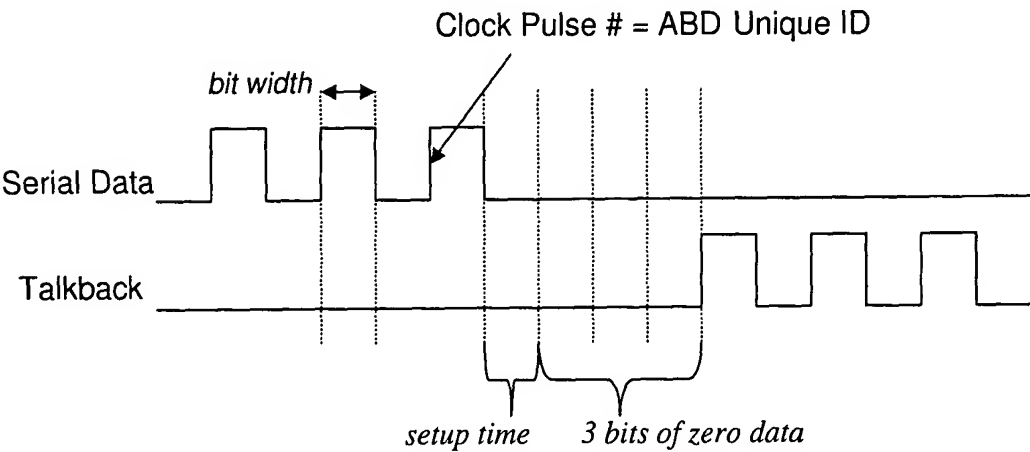 Clock Pulse # = ABD Unique ID
bit width
Serial Data
Talkback
setup time
3 bits of zero data